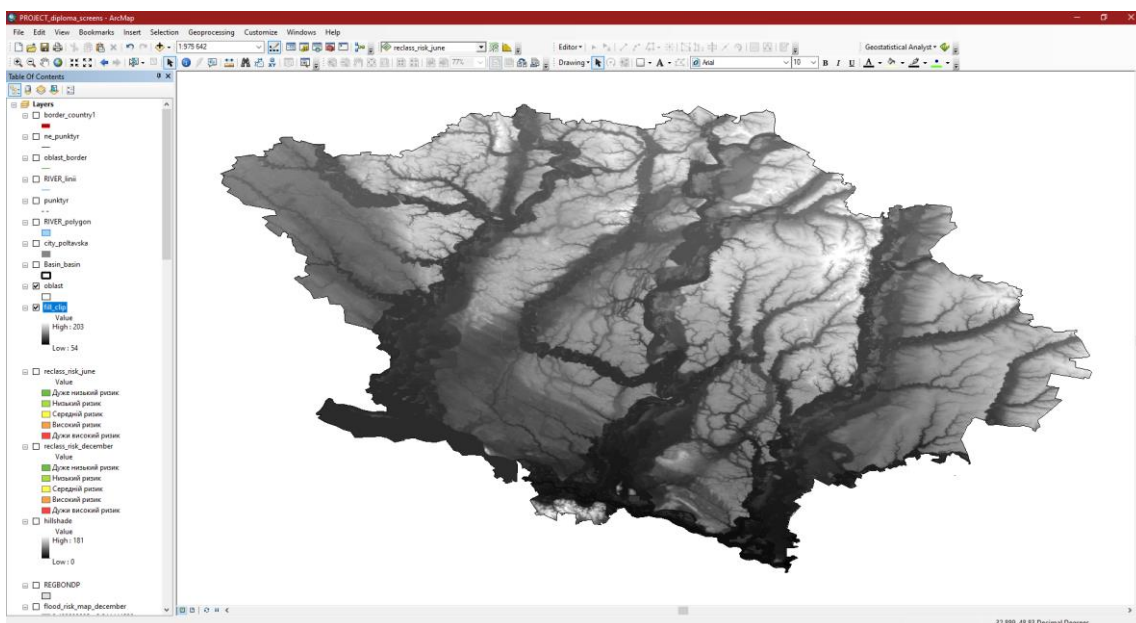 PROJECT_diploma_screens - ArcMap
File Edit View Bookmarks Insert Selection Geoprocessing Customize Windows Help
1:975 642 reclass_risk_june Editor Geostatistical Analyst
77% Drawing A Arial 10 B I U A
Table Of Contents
Layers
border_country1
ne_punktyr
oblast_border
RIVER_linii
punktyr
RIVER_polygon
city_poltavska
Basin_basin
oblast
fill_clip
Value
High : 203
Low : 54
reclass_risk_june
Value
Дуже низький ризик
Низький ризик
Середній ризик
Високий ризик
Дужи високий ризик
reclass_risk_december
Value
Дуже низький ризик
Низький ризик
Середній ризик
Високий ризик
Дужи високий ризик
hillshade
Value
High : 181
Low : 0
REGBONDP
flood_risk_map_december
Decimal Degrees